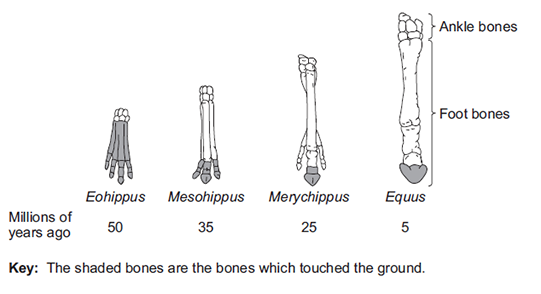 Ankle bones
Foot bones
Eohippus Mesohippus Merychippus Equus
Millions of
years ago 50 35 25 5
Key: The shaded bones are the bones which touched the ground.